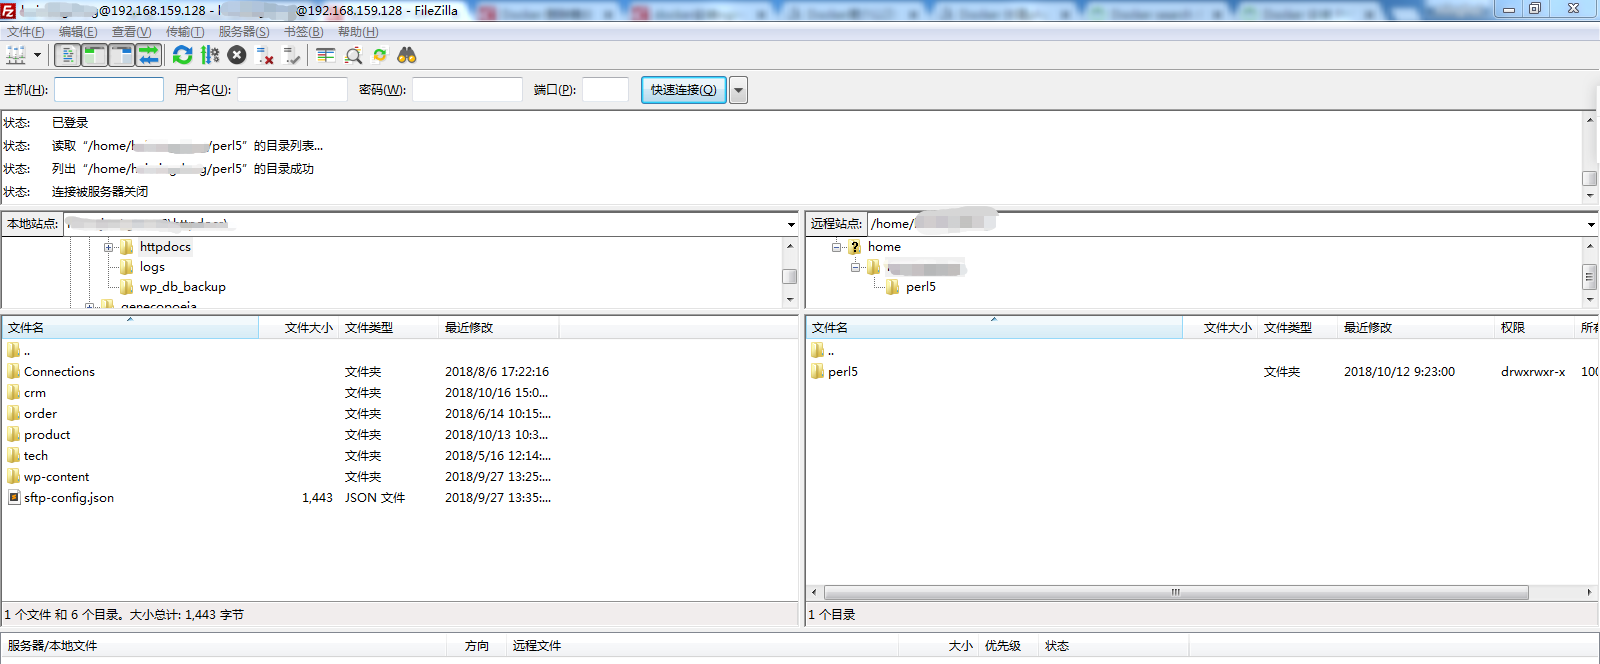 @192.168.159.128 - @192.168.159.128 - FileZilla
文件(F) 编辑(E) 查看(V) 传输(T) 服务器(S) 书签(B) 帮助(H)
主机(H): 用户名(U): 密码(W): 端口(P): 快速连接(Q)
状态: 已登录
状态: 读取 “/home/ /perl5” 的目录列表...
状态: 列出 “/home/ /perl5” 的目录成功
状态: 连接被服务器关闭
本地站点: \httpdocs\
远程站点: /home/
httpdocs
logs
wp_db_backup
genecopoeia
home
perl5
文件名 文件大小 文件类型 最近修改
..
Connections 文件夹 2018/8/6 17:22:16
crm 文件夹 2018/10/16 15:0...
order 文件夹 2018/6/14 10:15:...
product 文件夹 2018/10/13 10:3...
tech 文件夹 2018/5/16 12:14:...
wp-content 文件夹 2018/9/27 13:25:...
sftp-config.json 1,443 JSON 文件 2018/9/27 13:35:...
1 个文件 和 6 个目录。大小总计: 1,443 字节
文件名 文件大小 文件类型 最近修改 权限 所有
..
perl5 文件夹 2018/10/12 9:23:00 drwxrwxr-x 100
1 个目录
服务器/本地文件 方向 远程文件 大小 优先级 状态